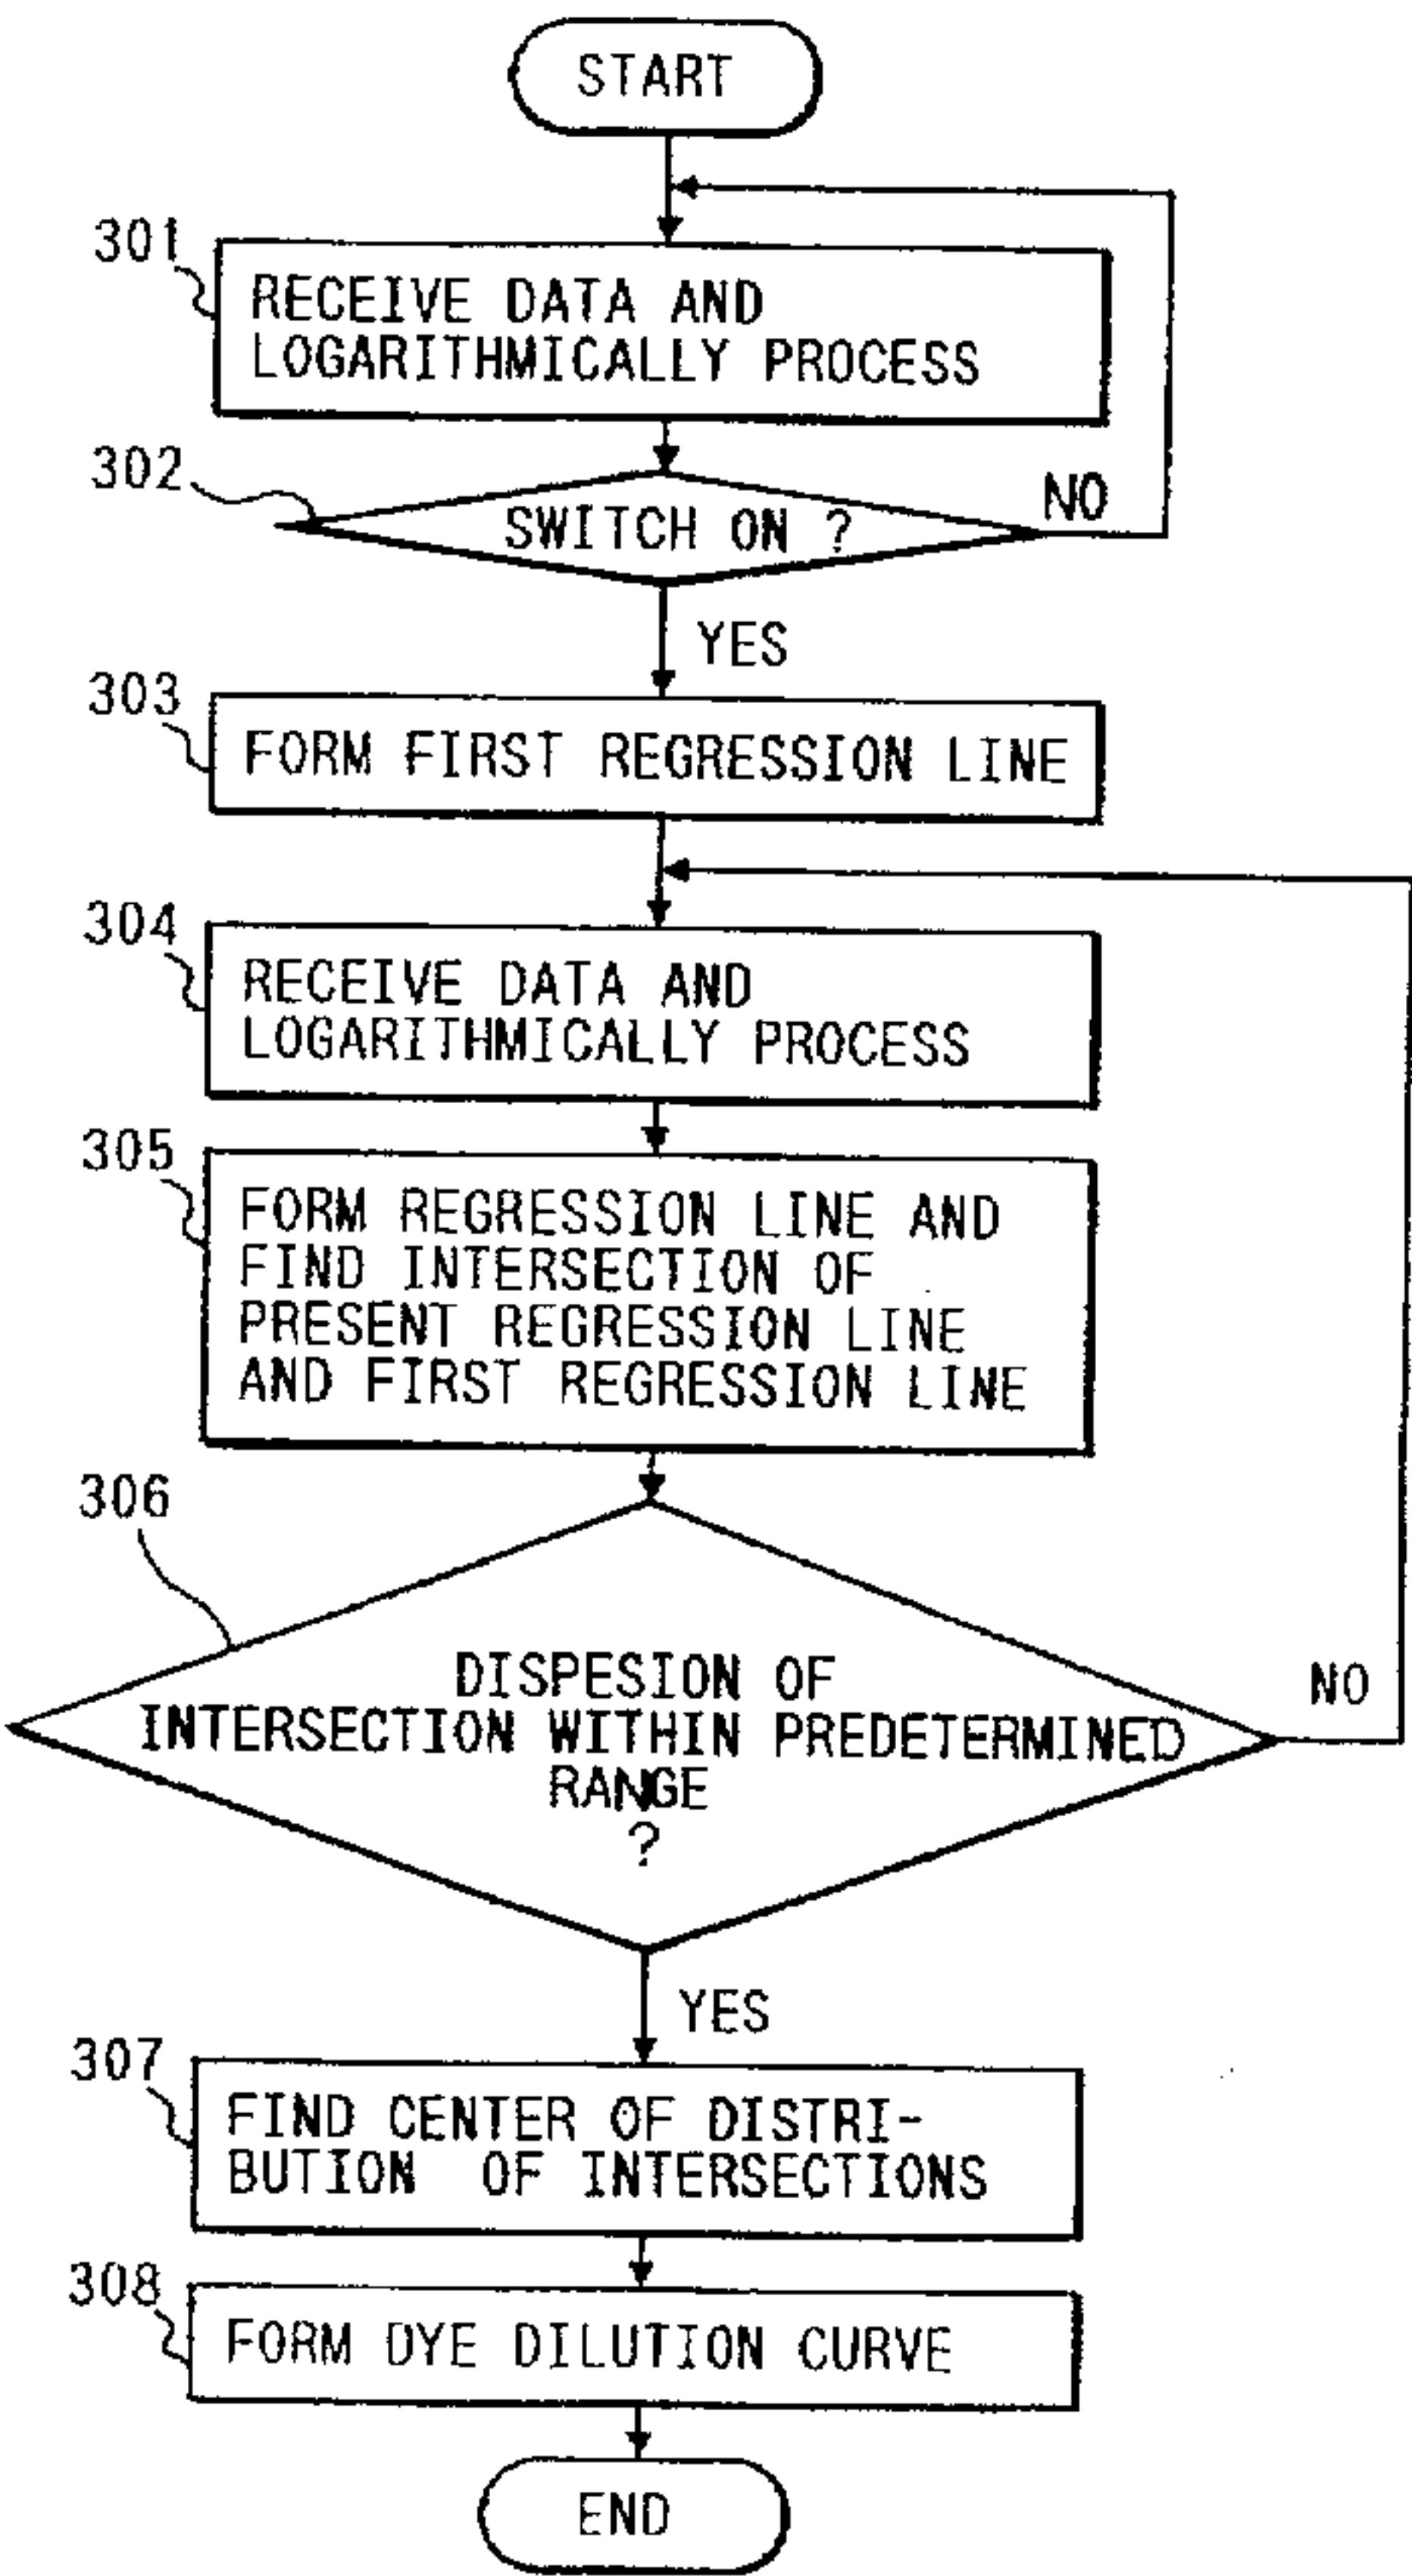 START
301
RECEIVE DATA AND
LOGARITHMICALLY PROCESS
302
SWITCH ON ?
NO
YES
303
FORM FIRST REGRESSION LINE
304
RECEIVE DATA AND
LOGARITHMICALLY PROCESS
305
FORM REGRESSION LINE AND
FIND INTERSECTION OF
PRESENT REGRESSION LINE
AND FIRST REGRESSION LINE
306
DISPESION OF
INTERSECTION WITHIN PREDETERMINED
RANGE
?
NO
YES
307
FIND CENTER OF DISTRI-
BUTION OF INTERSECTIONS
308
FORM DYE DILUTION CURVE
END